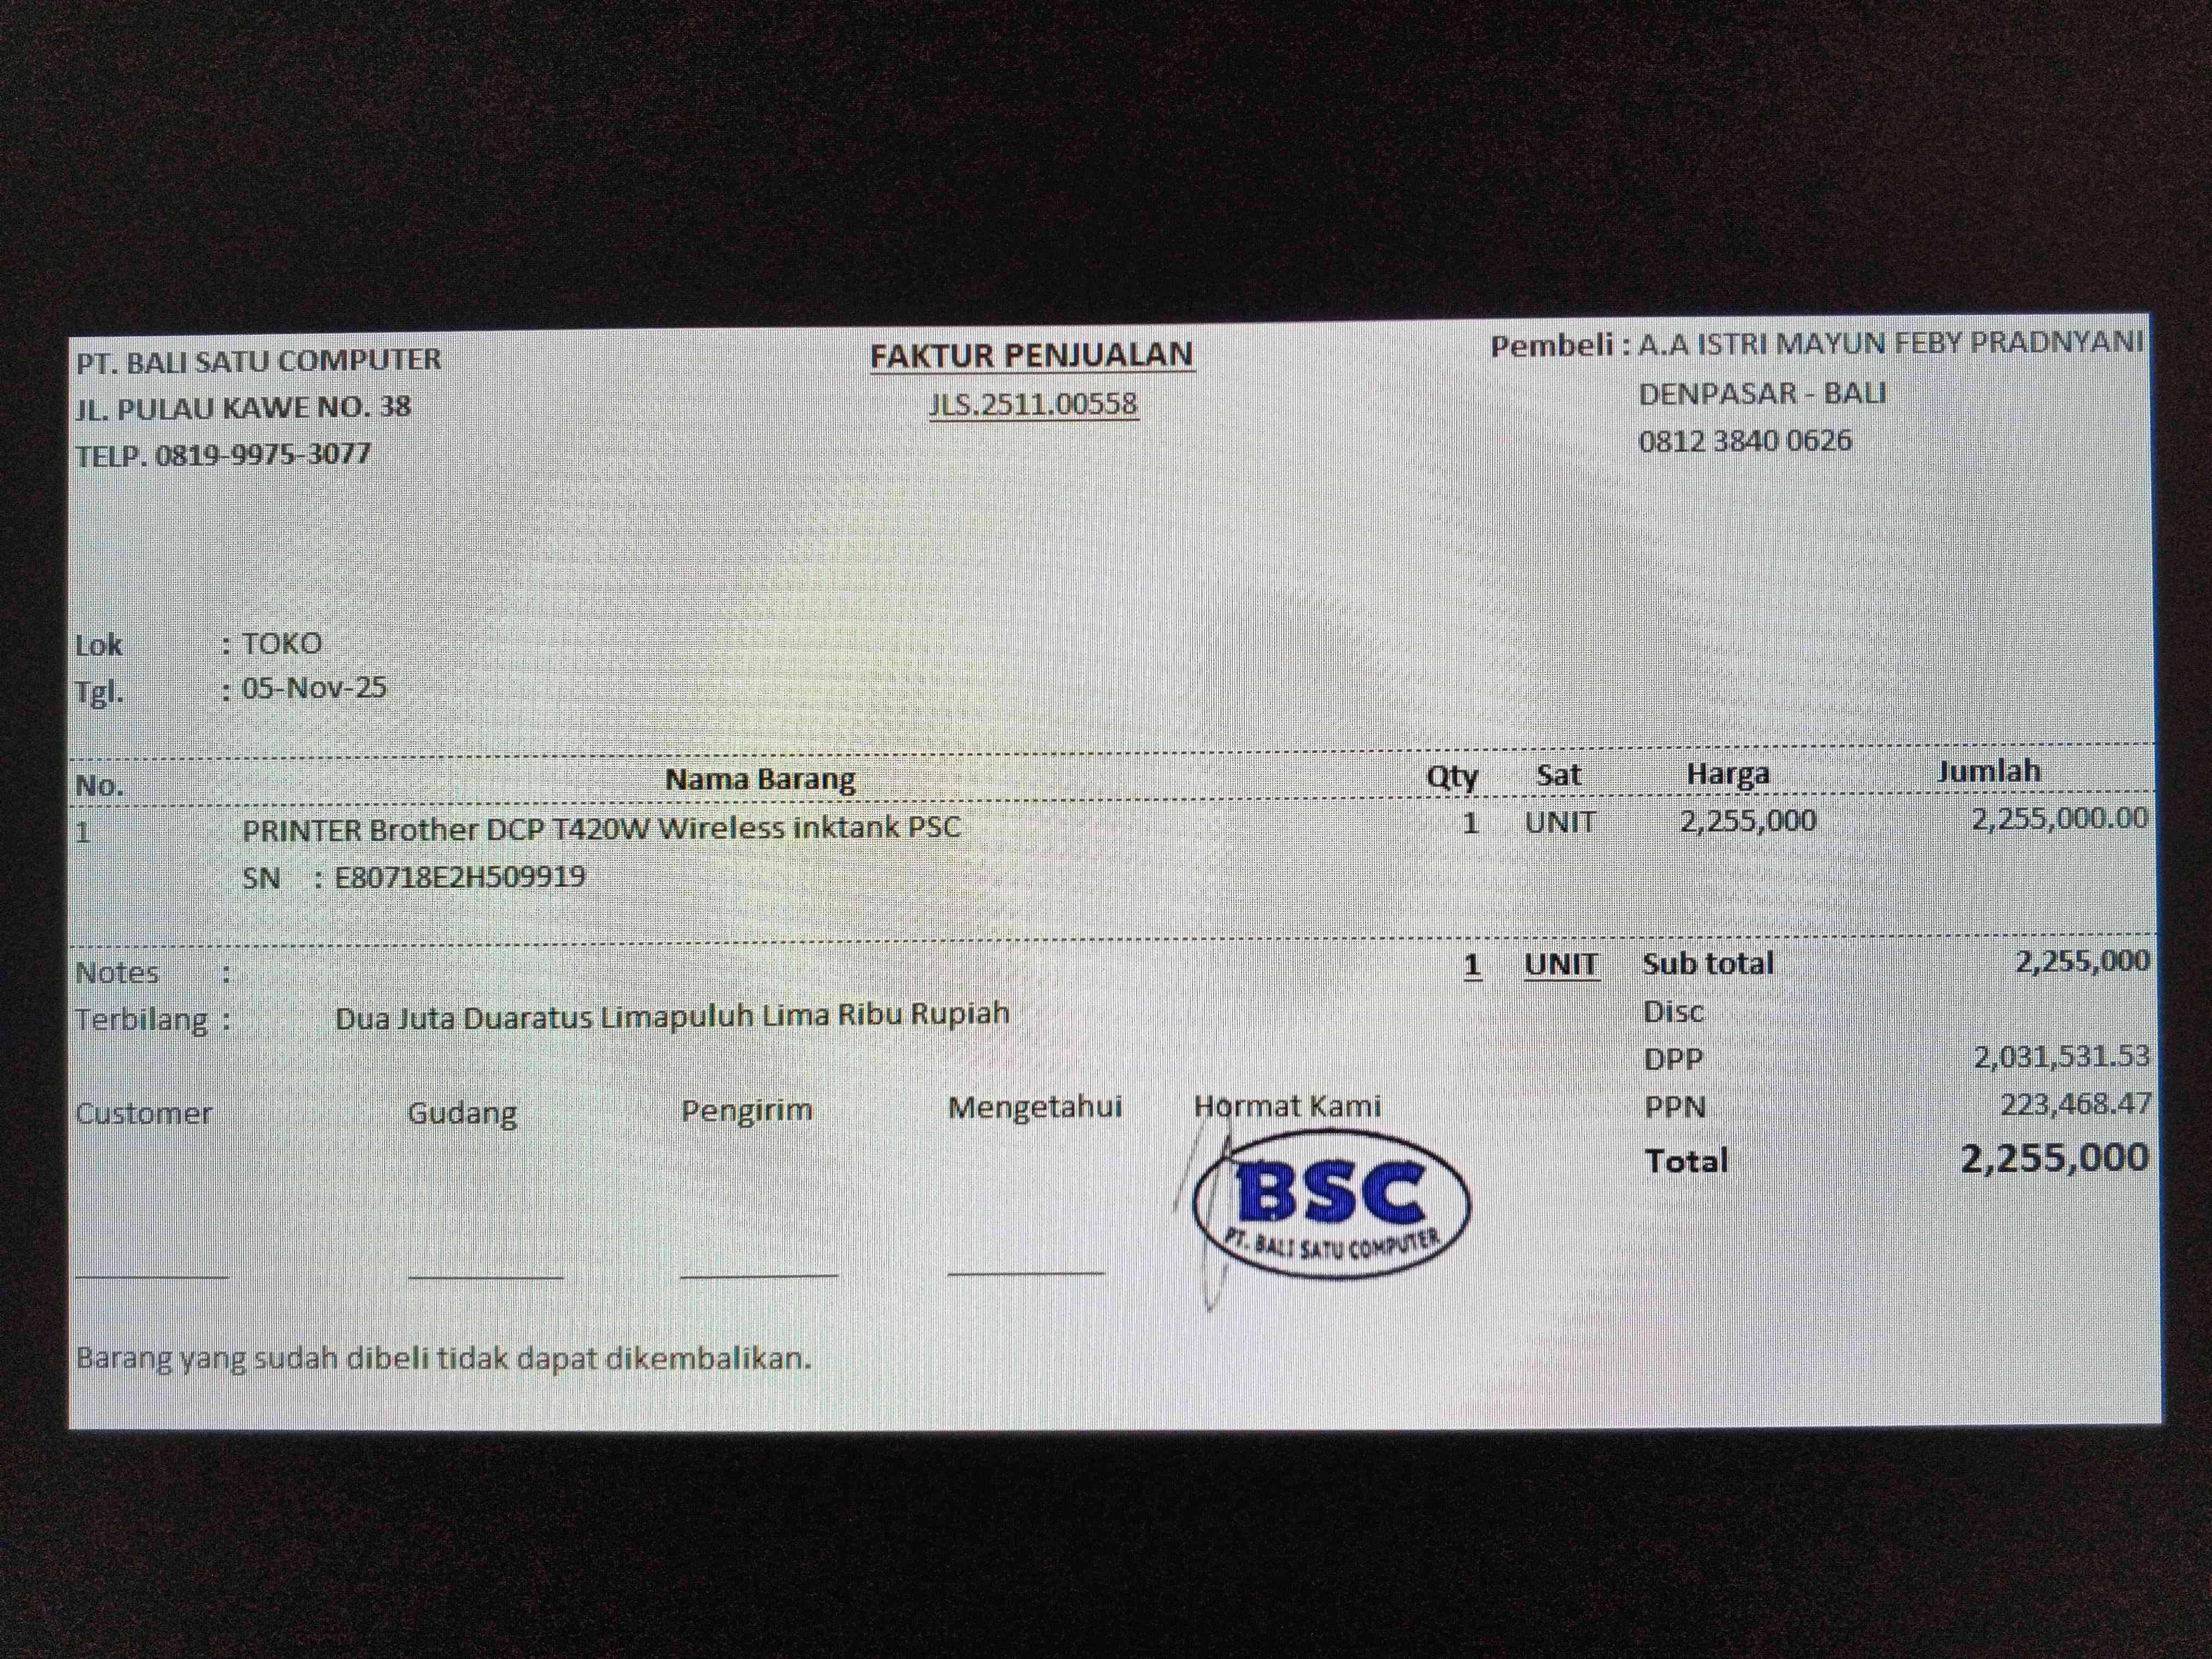 PT. BALI SATU COMPUTER
JL. PULAU KAWE NO. 38
TELP. 0819-9975-3077
FAKTUR PENJUALAN
JLS.2511.00558
Pembeli : A.A ISTRI MAYUN FEBY PRADNYANI
DENPASAR - BALI
0812 3840 0626
Lok : TOKO
Tgl. : 05-Nov-25
No. Nama Barang Qty Sat Harga Jumlah
1 PRINTER Brother DCP T420W Wireless inktank PSC 1 UNIT 2,255,000 2,255,000.00
SN : E80718E2H509919
Notes : 1 UNIT Sub total 2,255,000
Terbilang : Dua Juta Duaratus Limapuluh Lima Ribu Rupiah Disc
DPP 2,031,531.53
Customer Gudang Pengirim Mengetahui Hormat Kami PPN 223,468.47
Total 2,255,000
BSC
PT. BALI SATU COMPUTER
Barang yang sudah dibeli tidak dapat dikembalikan.